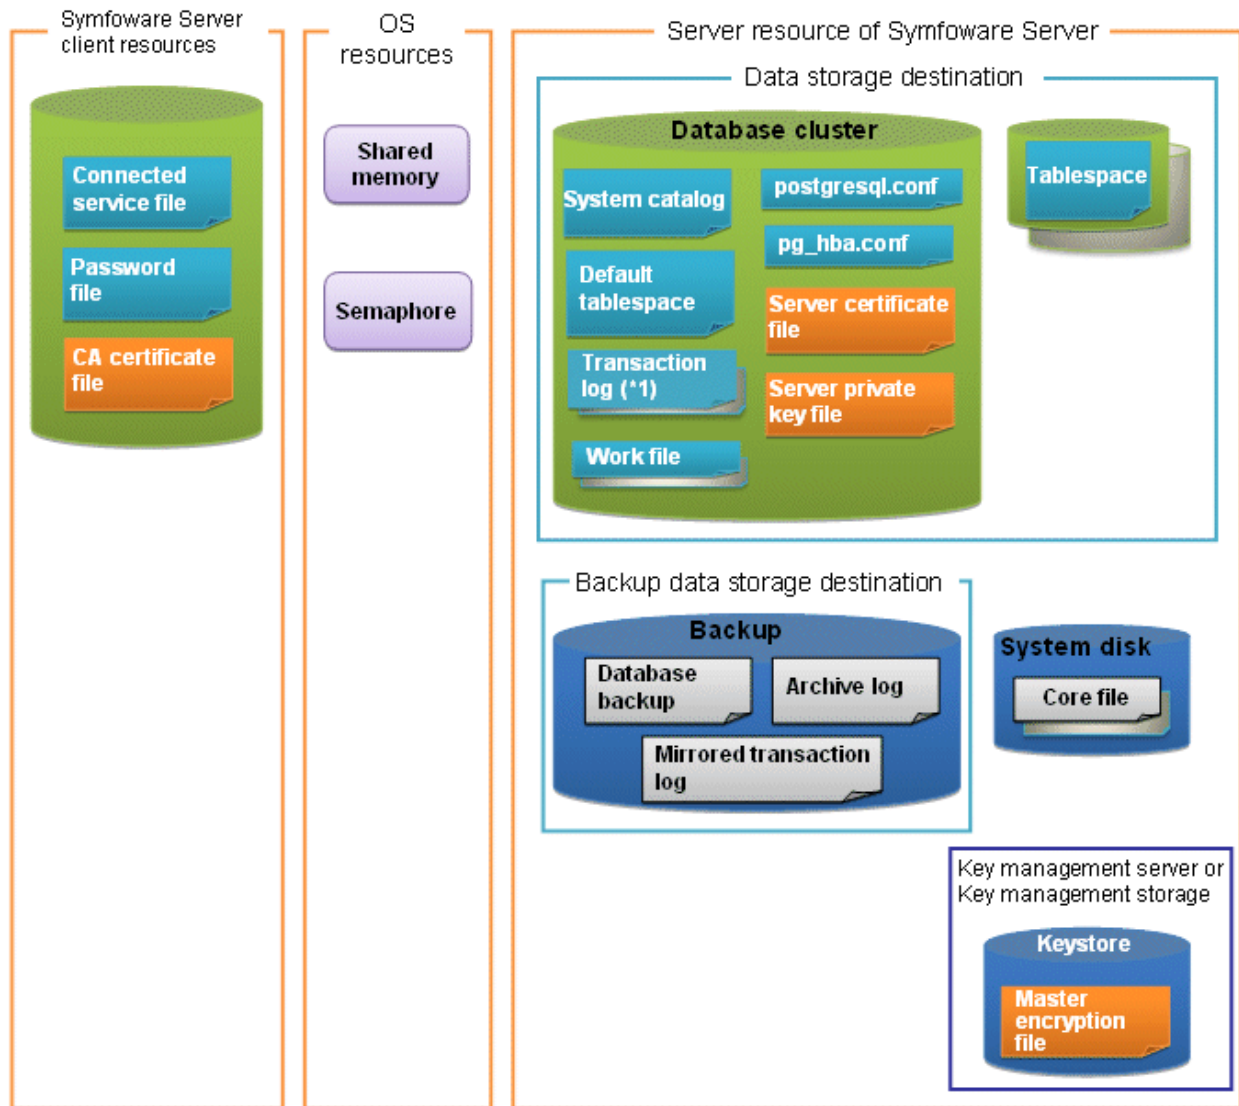 Symfoware Server
client resources
Connected
service file
Password
file
CA certificate
file
OS
resources
Shared
memory
Semaphore
Server resource of Symfoware Server
Data storage destination
Database cluster
System catalog
Default
tablespace
Transaction
log (*1)
Work file
postgresql.conf
pg_hba.conf
Server certificate
file
Server private
key file
Tablespace
Backup data storage destination
Backup
Database
backup
Archive log
Mirrored transaction
log
System disk
Core file
Key management server or
Key management storage
Keystore
Master
encryption
file